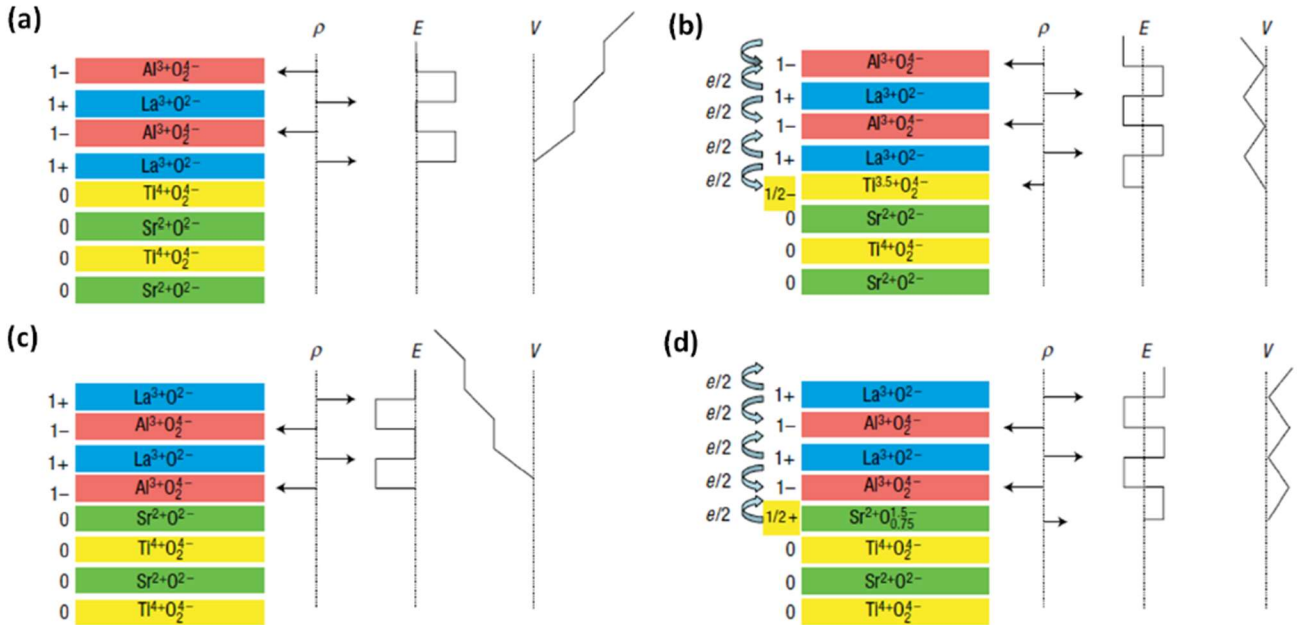 (a)
ρ E V
1− Al³⁺O₂⁴⁻
1+ La³⁺O²⁻
1− Al³⁺O₂⁴⁻
1+ La³⁺O²⁻
0 Ti⁴⁺O₂⁴⁻
0 Sr²⁺O²⁻
0 Ti⁴⁺O₂⁴⁻
0 Sr²⁺O²⁻
(b)
ρ E V
1− Al³⁺O₂⁴⁻
e/2
1+ La³⁺O²⁻
e/2
1− Al³⁺O₂⁴⁻
e/2
1+ La³⁺O²⁻
e/2
1/2− Ti³·⁵⁺O₂⁴⁻
0 Sr²⁺O²⁻
0 Ti⁴⁺O₂⁴⁻
0 Sr²⁺O²⁻
(c)
ρ E V
1+ La³⁺O²⁻
1− Al³⁺O₂⁴⁻
1+ La³⁺O²⁻
1− Al³⁺O₂⁴⁻
0 Sr²⁺O²⁻
0 Ti⁴⁺O₂⁴⁻
0 Sr²⁺O²⁻
0 Ti⁴⁺O₂⁴⁻
(d)
ρ E V
e/2
1+ La³⁺O²⁻
e/2
1− Al³⁺O₂⁴⁻
e/2
1+ La³⁺O²⁻
e/2
1− Al³⁺O₂⁴⁻
e/2
1/2+ Sr²⁺O₀.₇₅¹·⁵⁻
0 Ti⁴⁺O₂⁴⁻
0 Sr²⁺O²⁻
0 Ti⁴⁺O₂⁴⁻